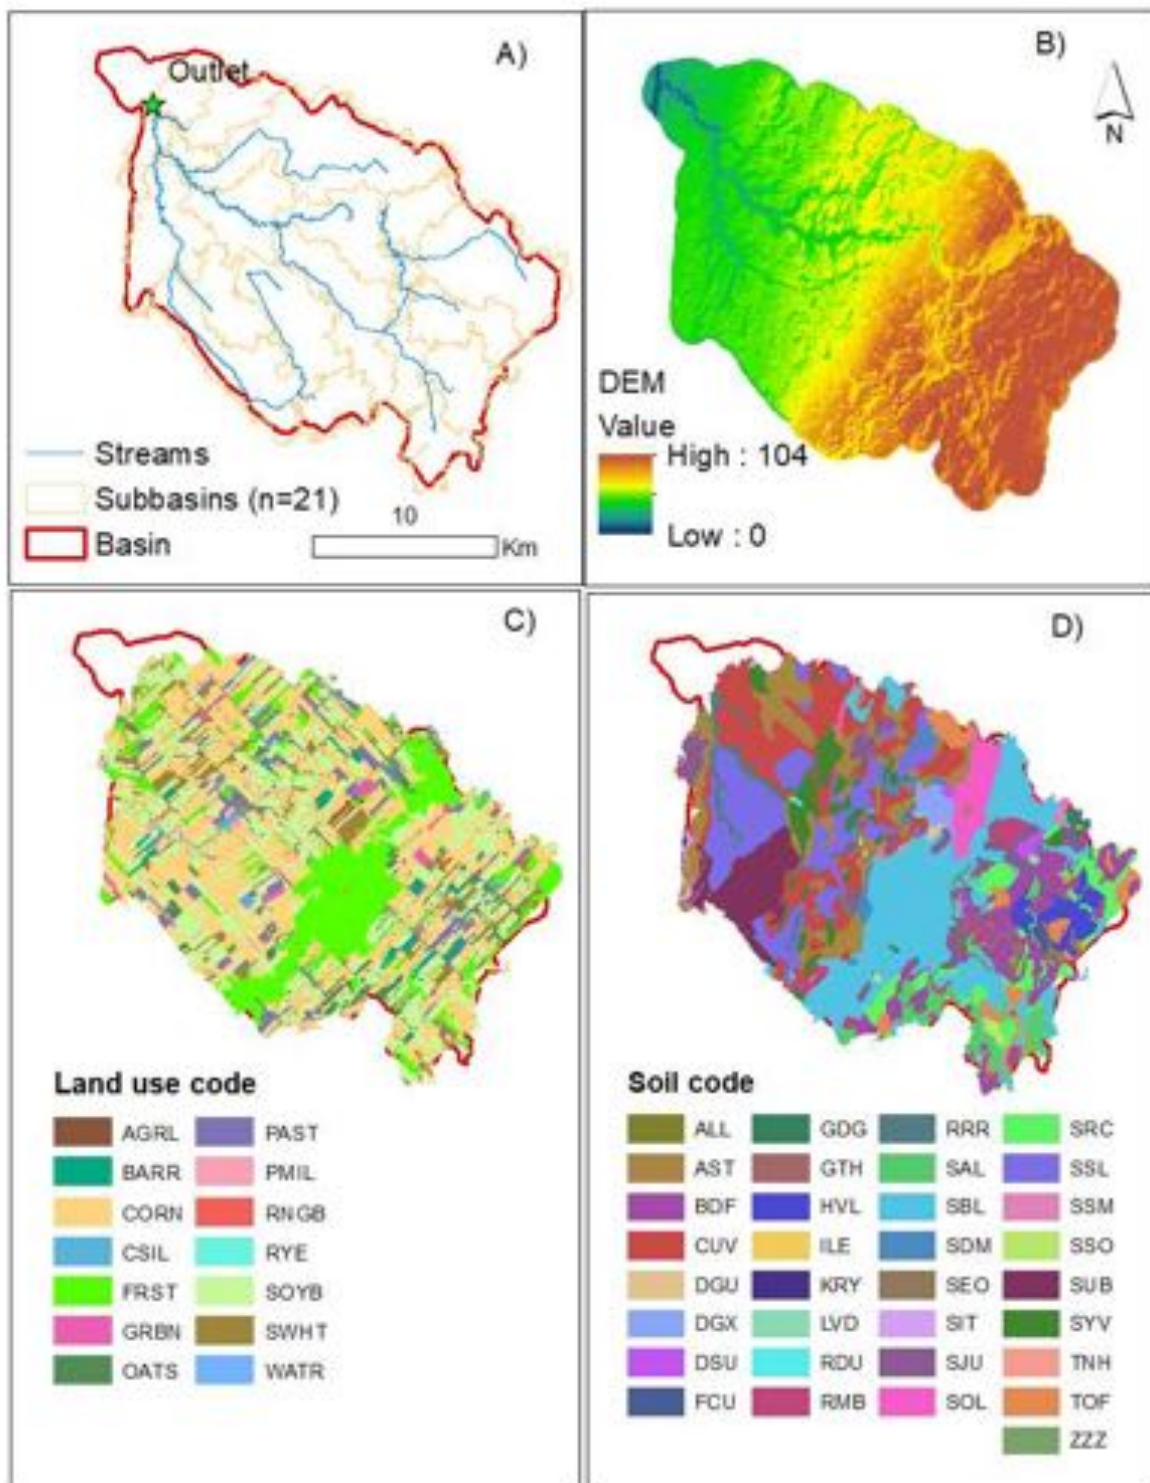 A)
Outlet
Streams
Subbasins (n=21)
Basin
10
Km
B)
N
DEM
Value
High : 104
Low : 0
C)
Land use code
AGRL PAST
BARR PMIL
CORN RNGB
CSIL RYE
FRST SOYB
GRBN SWHT
OATS WATR
D)
Soil code
ALL GDG RRR SRC
AST GTH SAL SSL
BDF HVL SBL SSM
CUV ILE SDM SSO
DGU KRY SEO SUB
DGX LVD SIT SYV
DSU RDU SJU TNH
FCU RMB SOL TOF
ZZZ